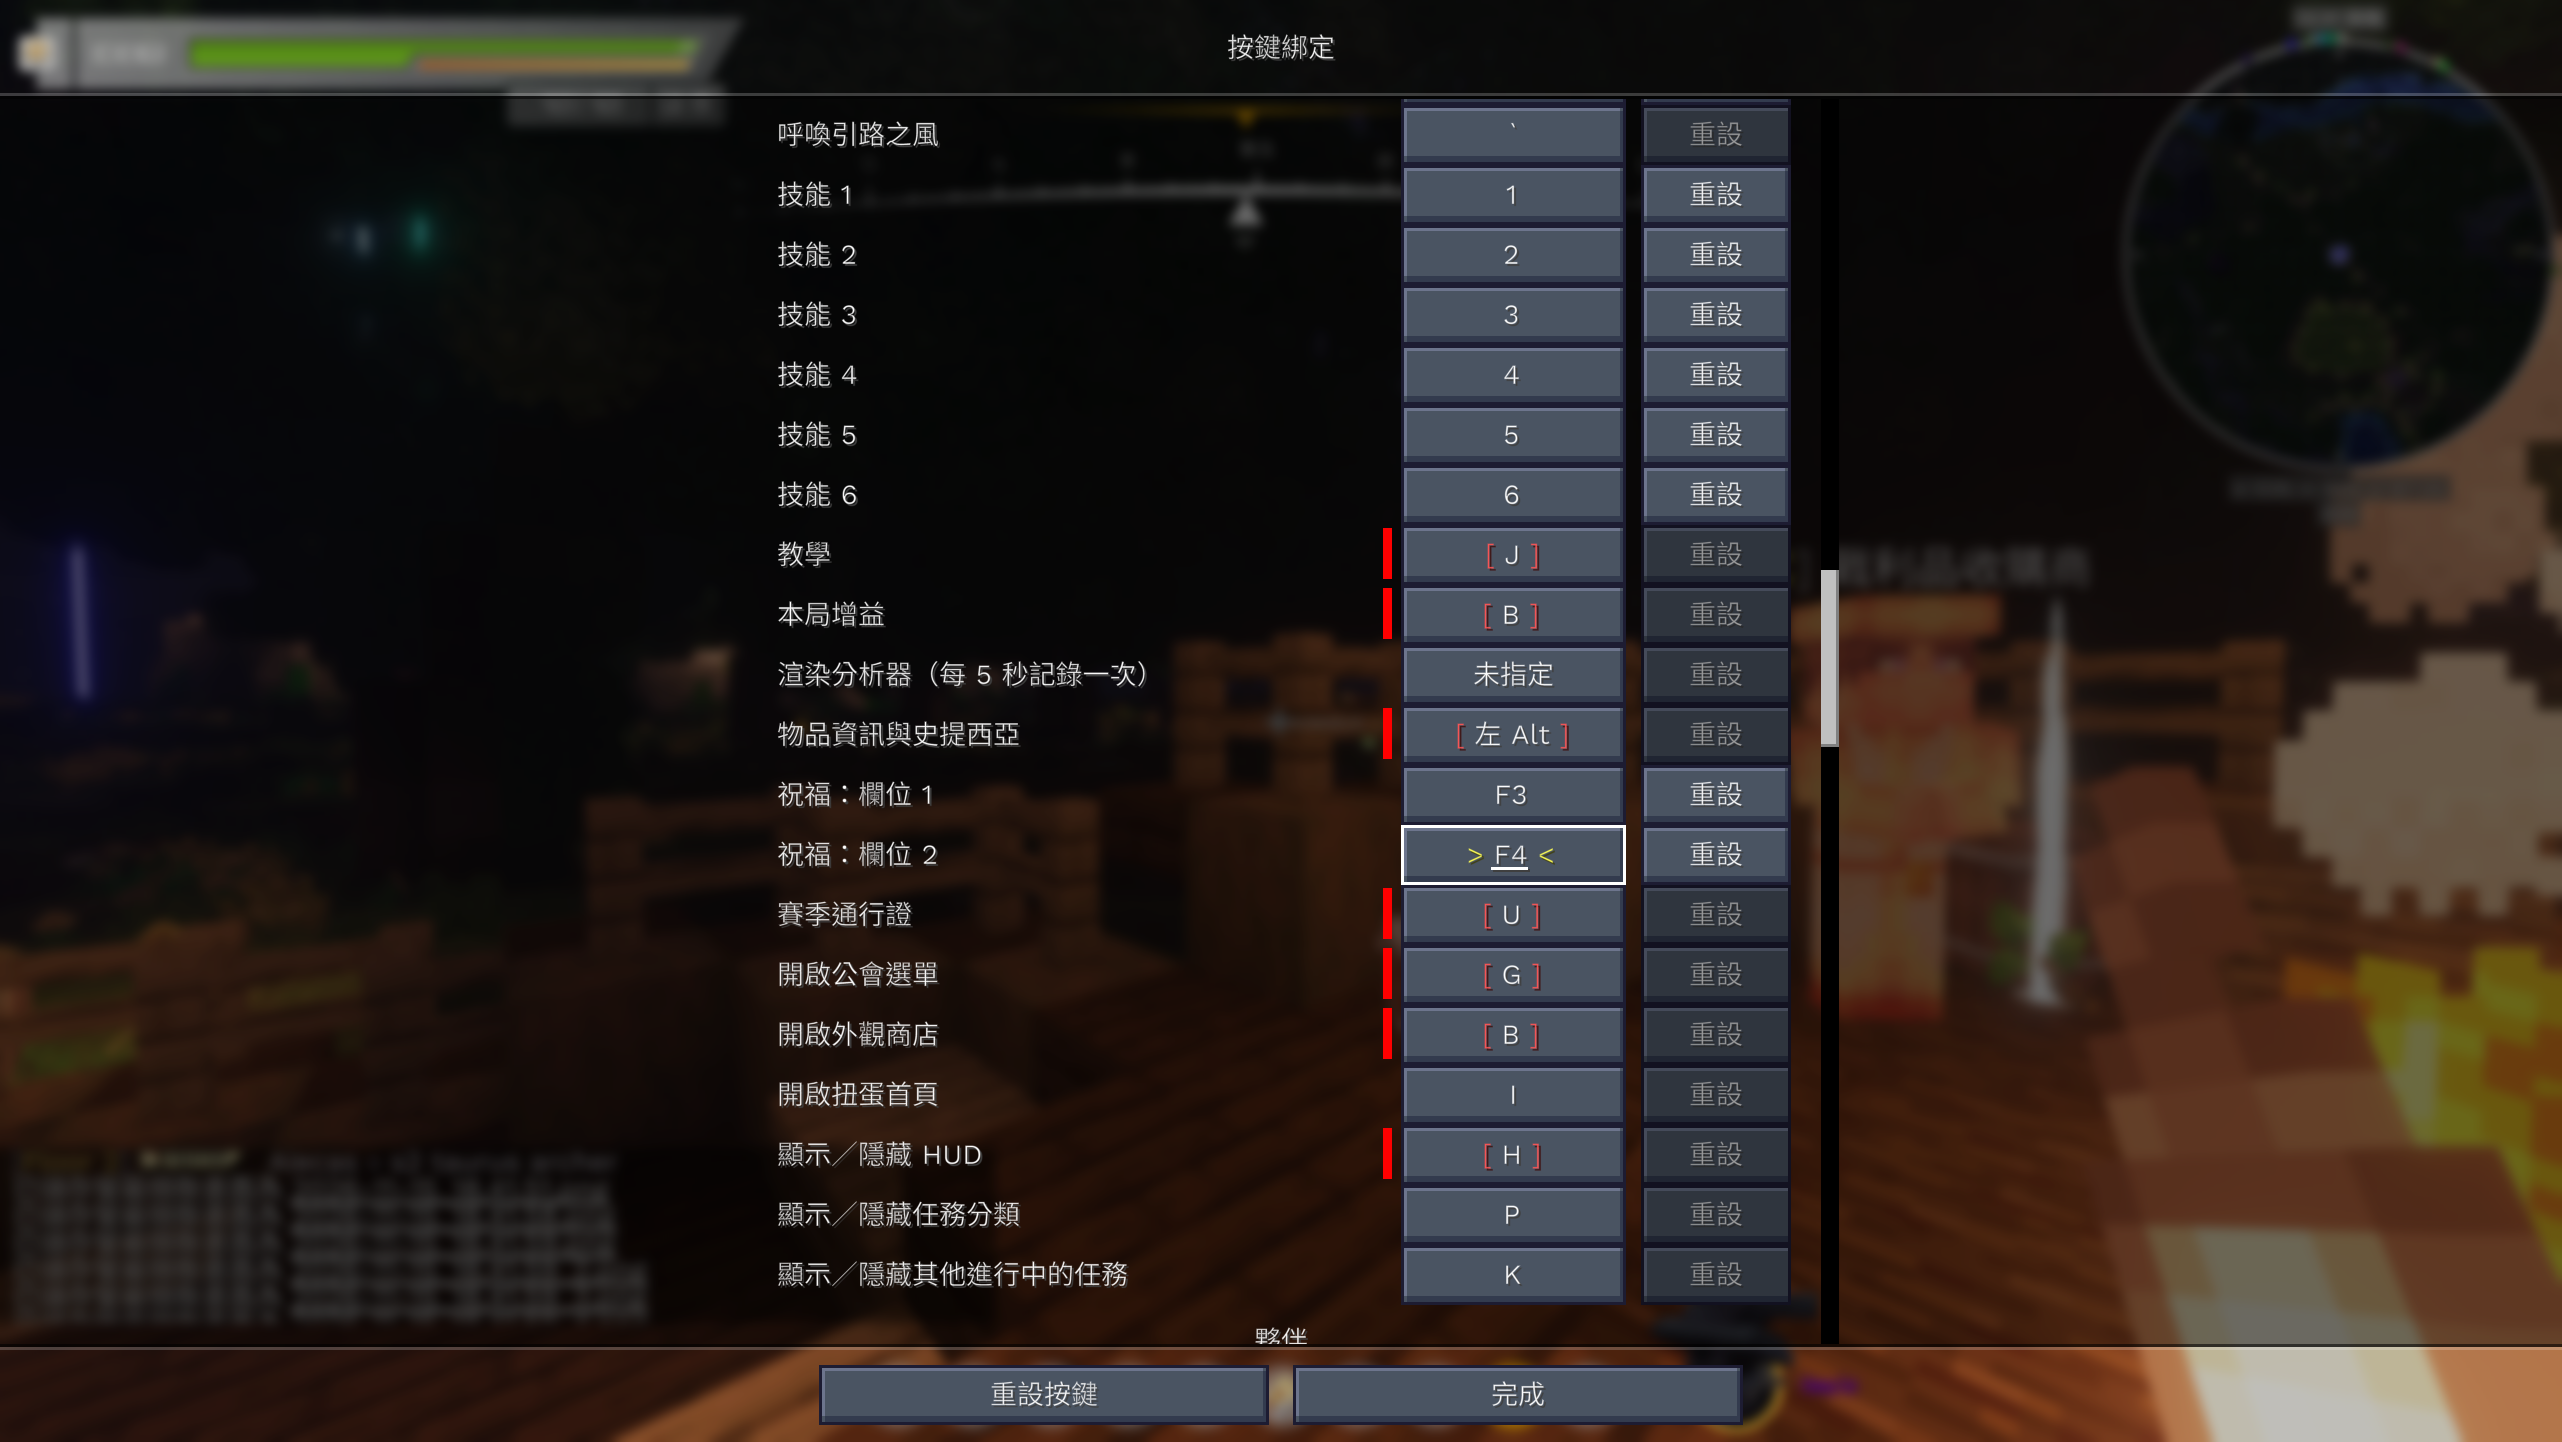 按鍵綁定
呼喚引路之風 ` 重設
技能 1 1 重設
技能 2 2 重設
技能 3 3 重設
技能 4 4 重設
技能 5 5 重設
技能 6 6 重設
教學 [ J ] 重設
本局增益 [ B ] 重設
渲染分析器（每 5 秒記錄一次） 未指定 重設
物品資訊與史提西亞 [ 左 Alt ] 重設
祝福：欄位 1 F3 重設
祝福：欄位 2 > F4 < 重設
賽季通行證 [ U ] 重設
開啟公會選單 [ G ] 重設
開啟外觀商店 [ B ] 重設
開啟扭蛋首頁 I 重設
顯示／隱藏 HUD [ H ] 重設
顯示／隱藏任務分類 P 重設
顯示／隱藏其他進行中的任務 K 重設
夥伴
重設按鍵 完成